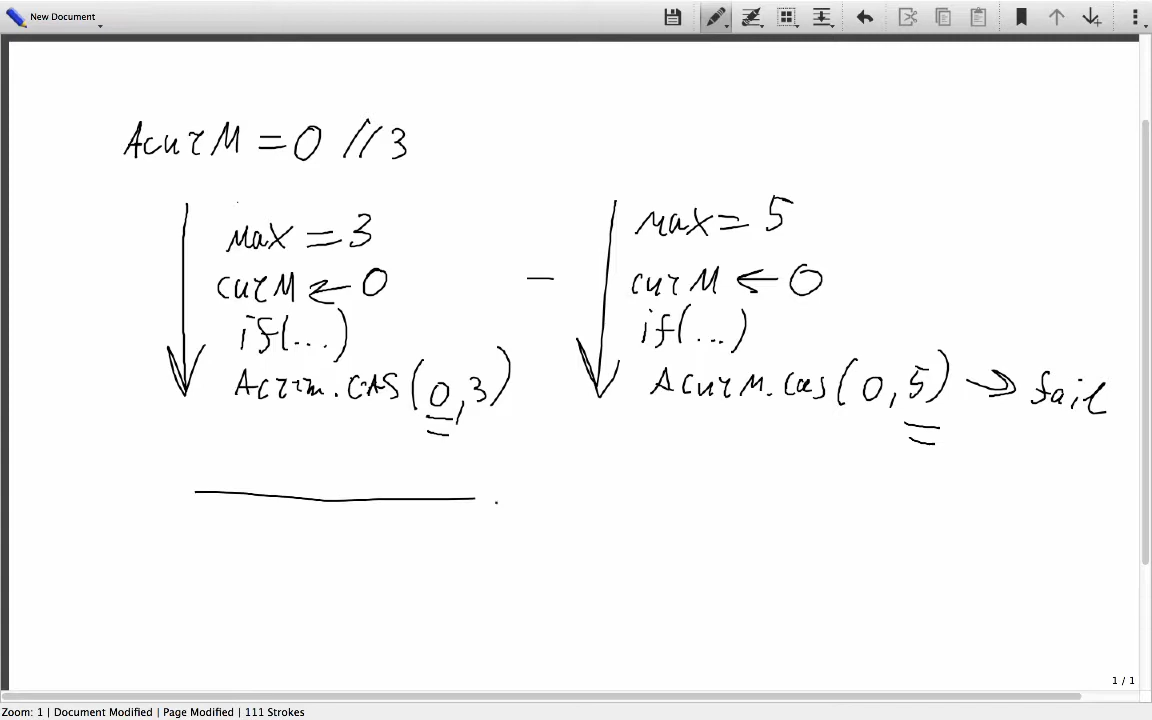 New Document
AcurM = 0 //3
max = 3
curM ← 0
if(...)
Acrrm.CAS(0,3)
max = 5
curM ← 0
if(...)
AcurM.cas(0,5) → fail
1 / 1
Zoom: 1 | Document Modified | Page Modified | 111 Strokes